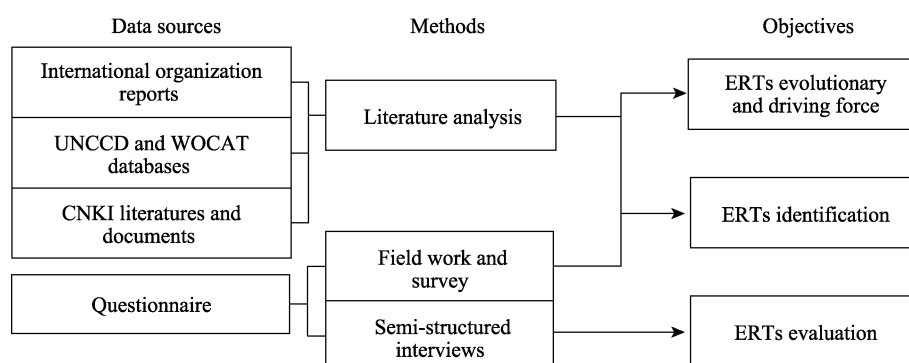 Data sources
Methods
Objectives
International organization
reports
UNCCD and WOCAT
databases
CNKI literatures and
documents
Questionnaire
Literature analysis
Field work and
survey
Semi-structured
interviews
ERTs evolutionary
and driving force
ERTs identification
ERTs evaluation